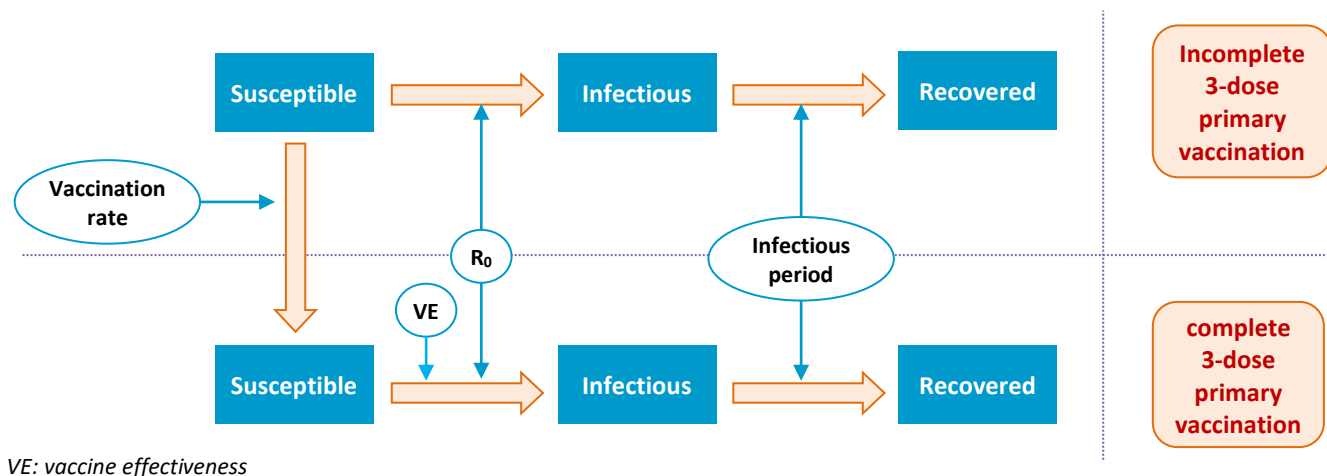 Susceptible
Infectious
Recovered
Incomplete
3-dose
primary
vaccination
Vaccination
rate
R₀
Infectious
period
VE
Susceptible
Infectious
Recovered
complete
3-dose
primary
vaccination
VE: vaccine effectiveness